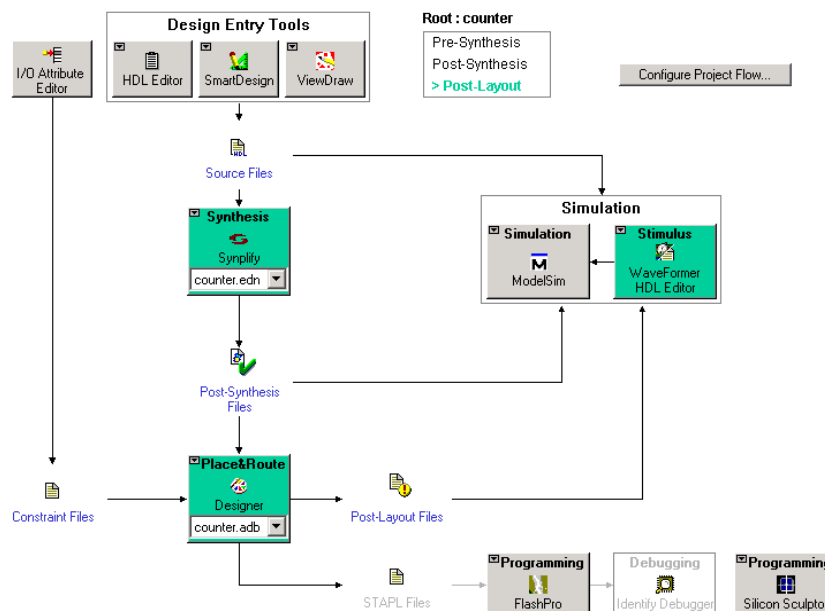 Design Entry Tools
Root : counter
I/O Attribute
Editor
HDL Editor
SmartDesign
ViewDraw
Pre-Synthesis
Post-Synthesis
> Post-Layout
Configure Project Flow...
HDL
Source Files
Synthesis
Synplify
counter.edn
Simulation
Simulation
ModelSim
Stimulus
WaveFormer
HDL Editor
Post-Synthesis
Files
Place&Route
Designer
counter.adb
Constraint Files
Post-Layout Files
STAPL Files
Programming
FlashPro
Debugging
Identify Debugger
Programming
Silicon Sculpto